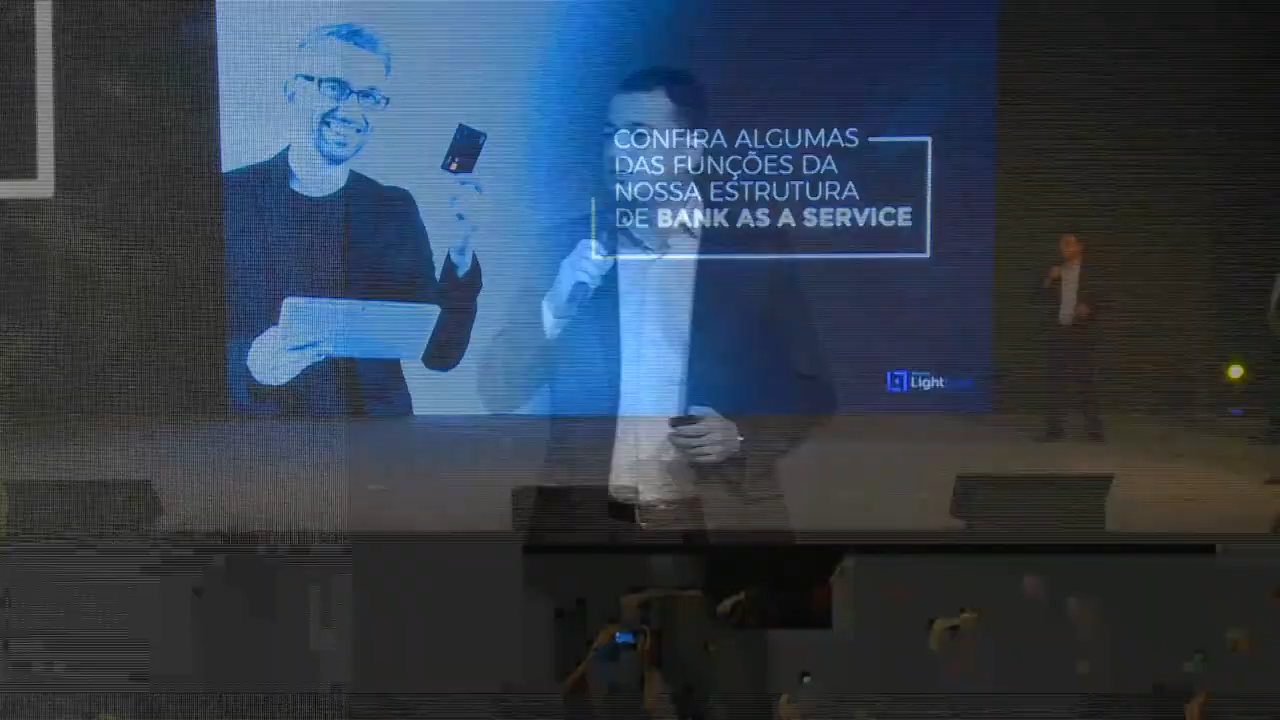 CONFIRA ALGUMAS
DAS FUNÇÕES DA
NOSSA ESTRUTURA
DE BANK AS A SERVICE
Light